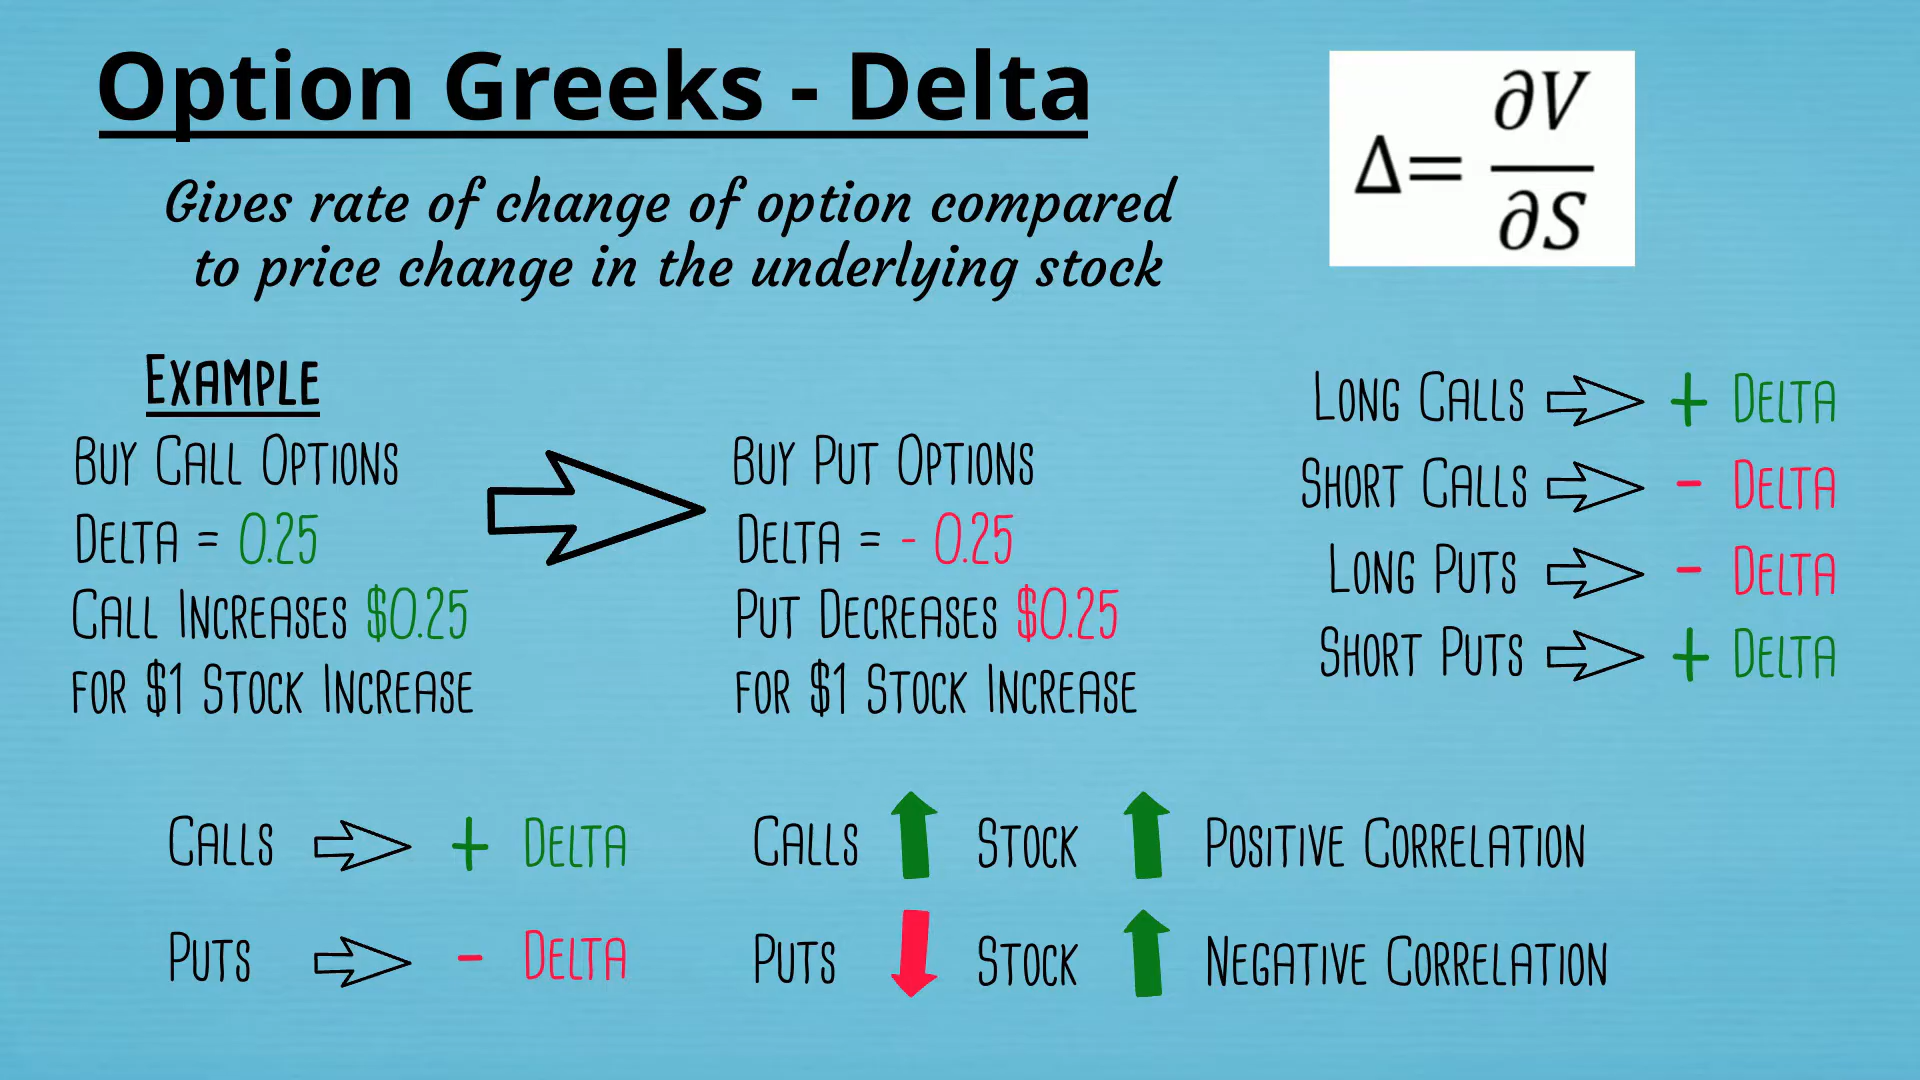 Option Greeks - Delta
Gives rate of change of option compared
to price change in the underlying stock
Δ= ∂V
∂S
EXAMPLE
BUY CALL OPTIONS
DELTA = 0.25
CALL INCREASES $0.25
FOR $1 STOCK INCREASE
BUY PUT OPTIONS
DELTA = - 0.25
PUT DECREASES $0.25
FOR $1 STOCK INCREASE
LONG CALLS + DELTA
SHORT CALLS - DELTA
LONG PUTS - DELTA
SHORT PUTS + DELTA
CALLS + DELTA
PUTS - DELTA
CALLS STOCK POSITIVE CORRELATION
PUTS STOCK NEGATIVE CORRELATION